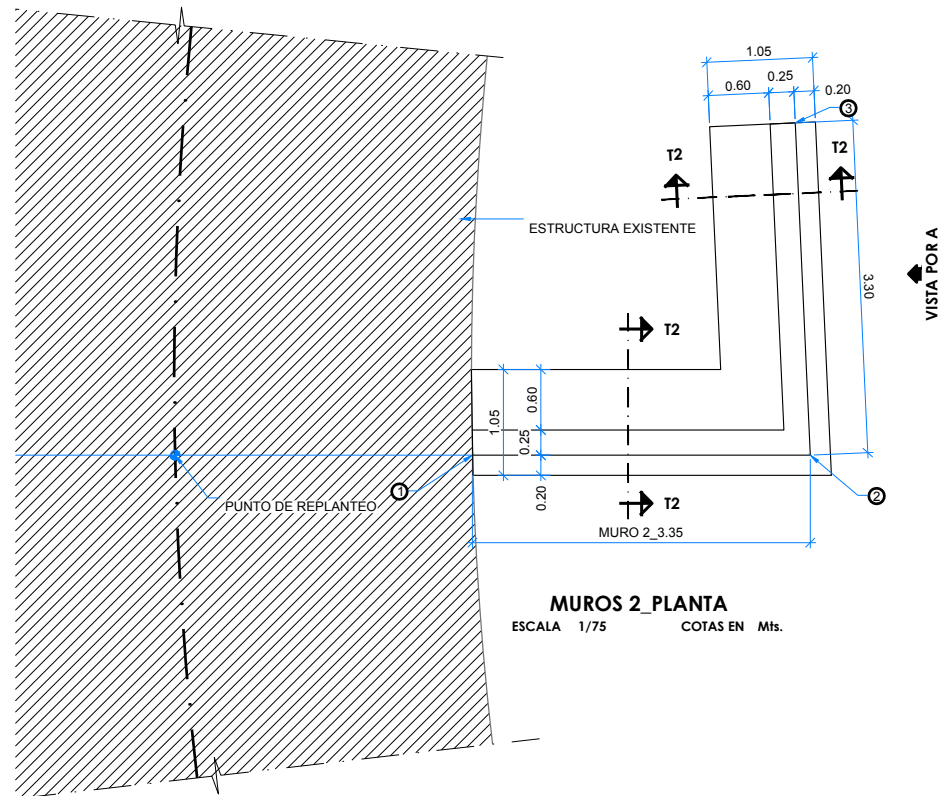 1.05
0.60
0.25
0.20
3
T2
T2
ESTRUCTURA EXISTENTE
VISTA POR A
3.30
T2
1.05
0.60
0.25
0.20
1
2
PUNTO DE REPLANTEO
T2
MURO 2_3.35
MUROS 2_PLANTA
ESCALA 1/75 COTAS EN Mts.